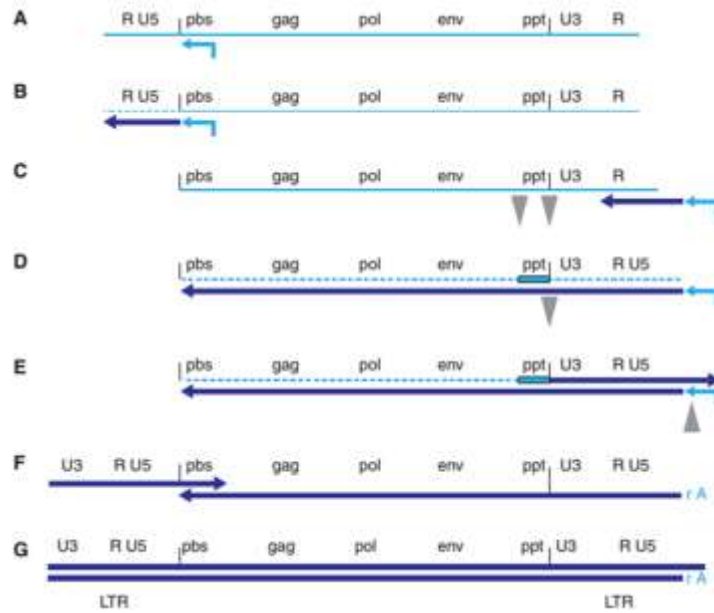 A R U5 pbs gag pol env ppt U3 R
B R U5 pbs gag pol env ppt U3 R
C pbs gag pol env ppt U3 R
D pbs gag pol env ppt U3 R U5
E pbs gag pol env ppt U3 R U5
F U3 R U5 pbs gag pol env ppt U3 R U5
r A
G U3 R U5 pbs gag pol env ppt U3 R U5
r A
LTR LTR